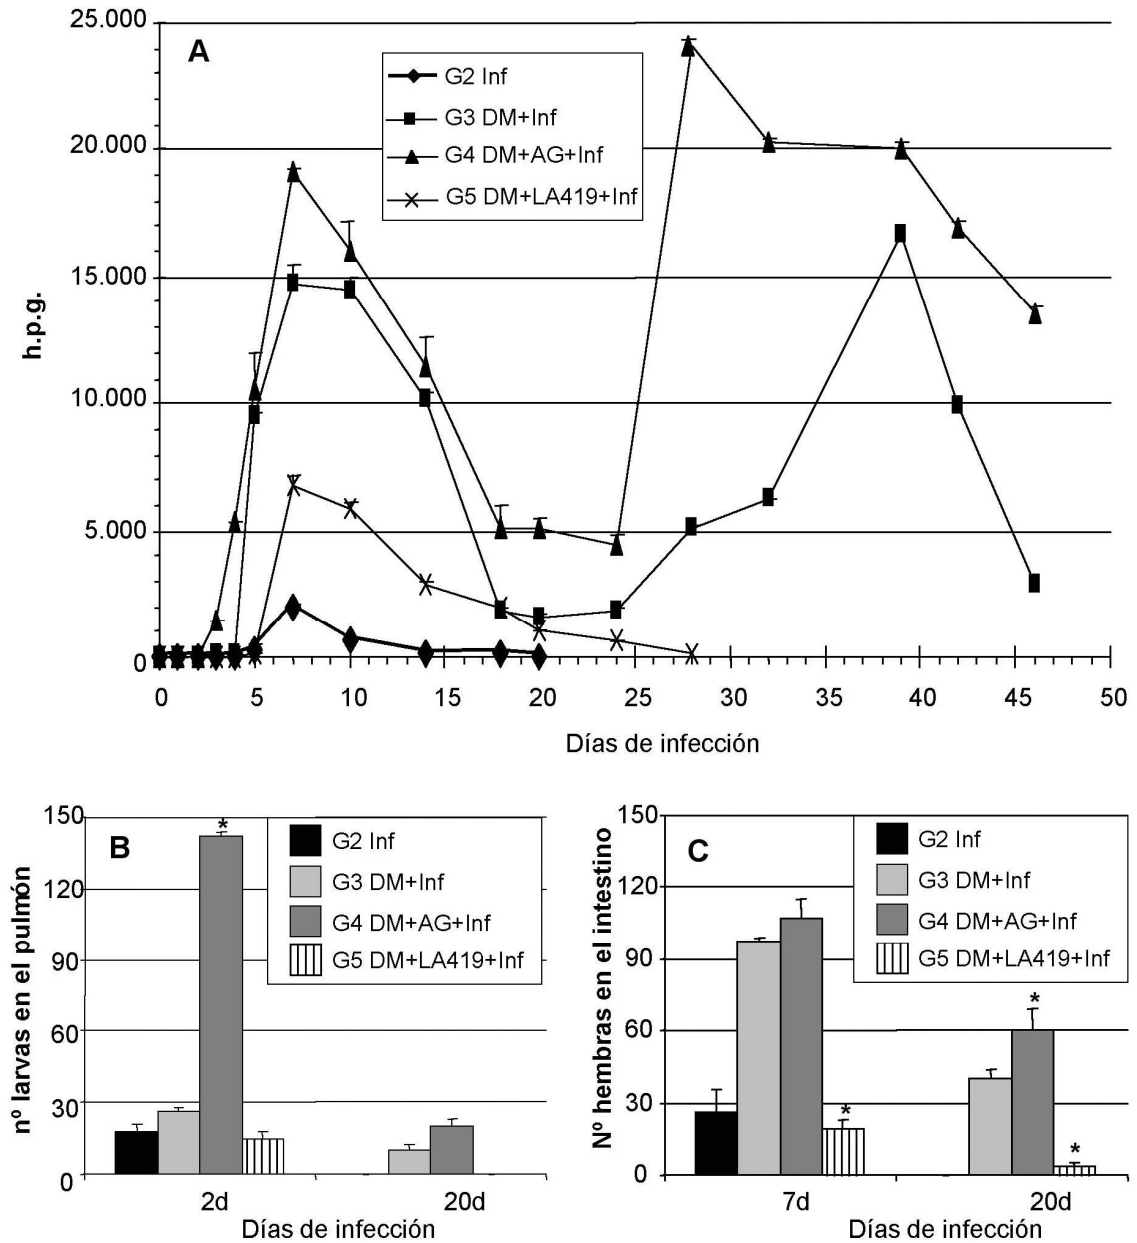 25.000
20.000
15.000
10.000
5.000
0
h.p.g.
A
G2 Inf
G3 DM+Inf
G4 DM+AG+Inf
G5 DM+LA419+Inf
0 5 10 15 20 25 30 35 40 45 50
Días de infección
150
120
90
60
30
0
nº larvas en el pulmón
B
*
G2 Inf
G3 DM+Inf
G4 DM+AG+Inf
G5 DM+LA419+Inf
2d 20d
Días de infección
150
120
90
60
30
0
Nº hembras en el intestino
C
G2 Inf
G3 DM+Inf
G4 DM+AG+Inf
G5 DM+LA419+Inf
*
*
*
7d 20d
Días de infección